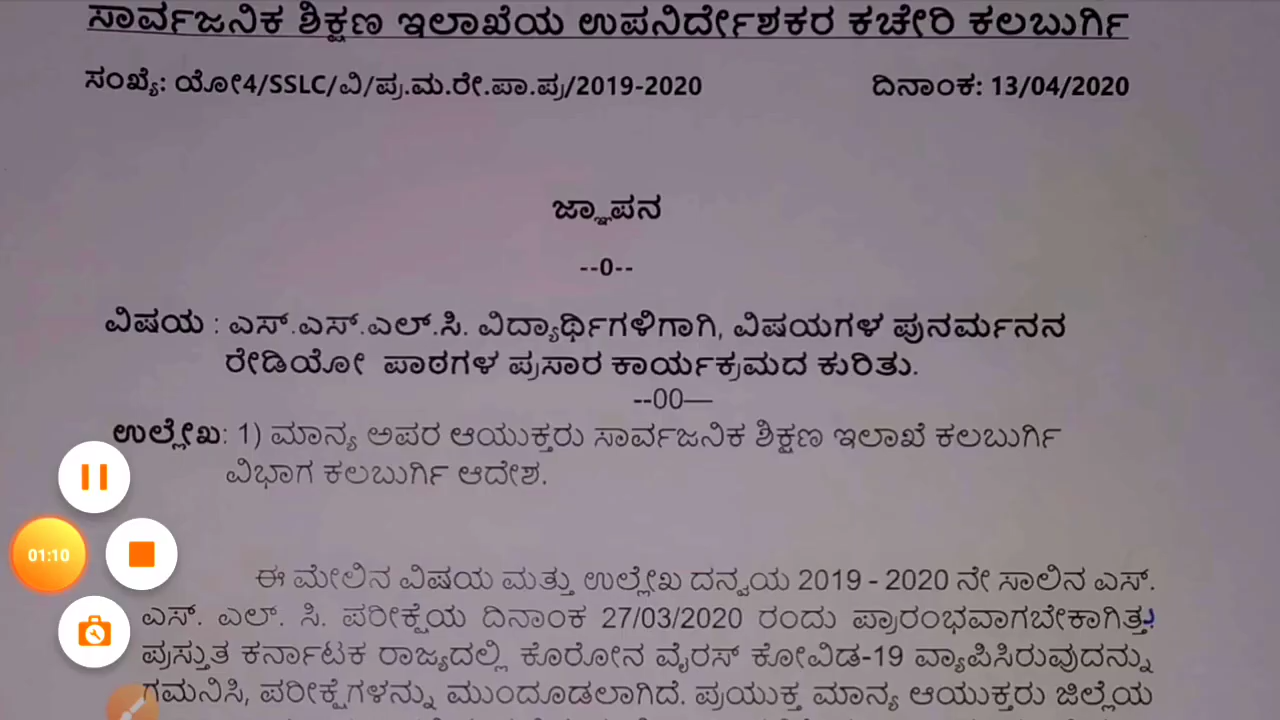 ಸಾರ್ವಜನಿಕ ಶಿಕ್ಷಣ ಇಲಾಖೆಯ ಉಪನಿರ್ದೇಶಕರ ಕಚೇರಿ ಕಲಬುರ್ಗಿ
ಸಂಖ್ಯೆ: ಯೋ4/SSLC/ವಿ/ಪ್ರ.ಮ.ರೇ.ಪಾ.ಪ್ರ/2019-2020 ದಿನಾಂಕ: 13/04/2020
ಜ್ಞಾಪನ
--0--
ವಿಷಯ : ಎಸ್.ಎಸ್.ಎಲ್.ಸಿ. ವಿದ್ಯಾರ್ಥಿಗಳಿಗಾಗಿ, ವಿಷಯಗಳ ಪುನರ್ಮನನ
ರೇಡಿಯೋ ಪಾಠಗಳ ಪ್ರಸಾರ ಕಾರ್ಯಕ್ರಮದ ಕುರಿತು.
--00—
ಉಲ್ಲೇಖ: 1) ಮಾನ್ಯ ಅಪರ ಆಯುಕ್ತರು ಸಾರ್ವಜನಿಕ ಶಿಕ್ಷಣ ಇಲಾಖೆ ಕಲಬುರ್ಗಿ
ವಿಭಾಗ ಕಲಬುರ್ಗಿ ಆದೇಶ.
01:10
ಈ ಮೇಲಿನ ವಿಷಯ ಮತ್ತು ಉಲ್ಲೇಖ ದನ್ವಯ 2019 - 2020 ನೇ ಸಾಲಿನ ಎಸ್.
ಎಸ್. ಎಲ್. ಸಿ. ಪರೀಕ್ಷೆಯ ದಿನಾಂಕ 27/03/2020 ರಂದು ಪ್ರಾರಂಭವಾಗಬೇಕಾಗಿತ್ತು.
ಪ್ರಸ್ತುತ ಕರ್ನಾಟಕ ರಾಜ್ಯದಲ್ಲಿ ಕೊರೋನ ವೈರಸ್ ಕೋವಿಡ-19 ವ್ಯಾಪಿಸಿರುವುದನ್ನು
ಗಮನಿಸಿ, ಪರೀಕ್ಷೆಗಳನ್ನು ಮುಂದೂಡಲಾಗಿದೆ. ಪ್ರಯುಕ್ತ ಮಾನ್ಯ ಆಯುಕ್ತರು ಜಿಲ್ಲೆಯ